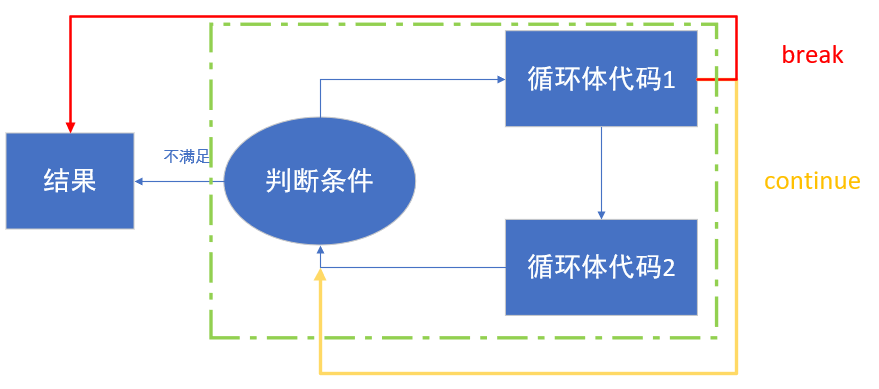 循环体代码1
break
不满足
结果
判断条件
continue
循环体代码2